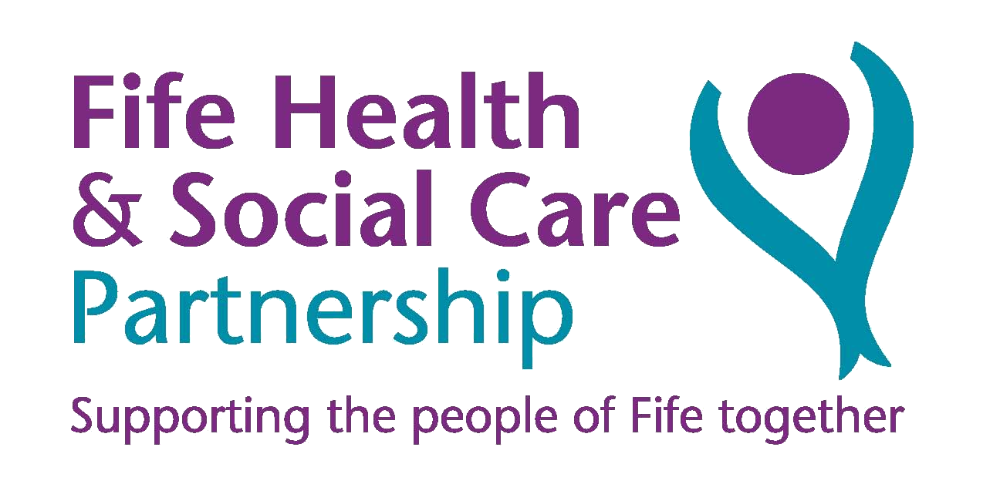 Fife Health
& Social Care
Partnership
Supporting the people of Fife together